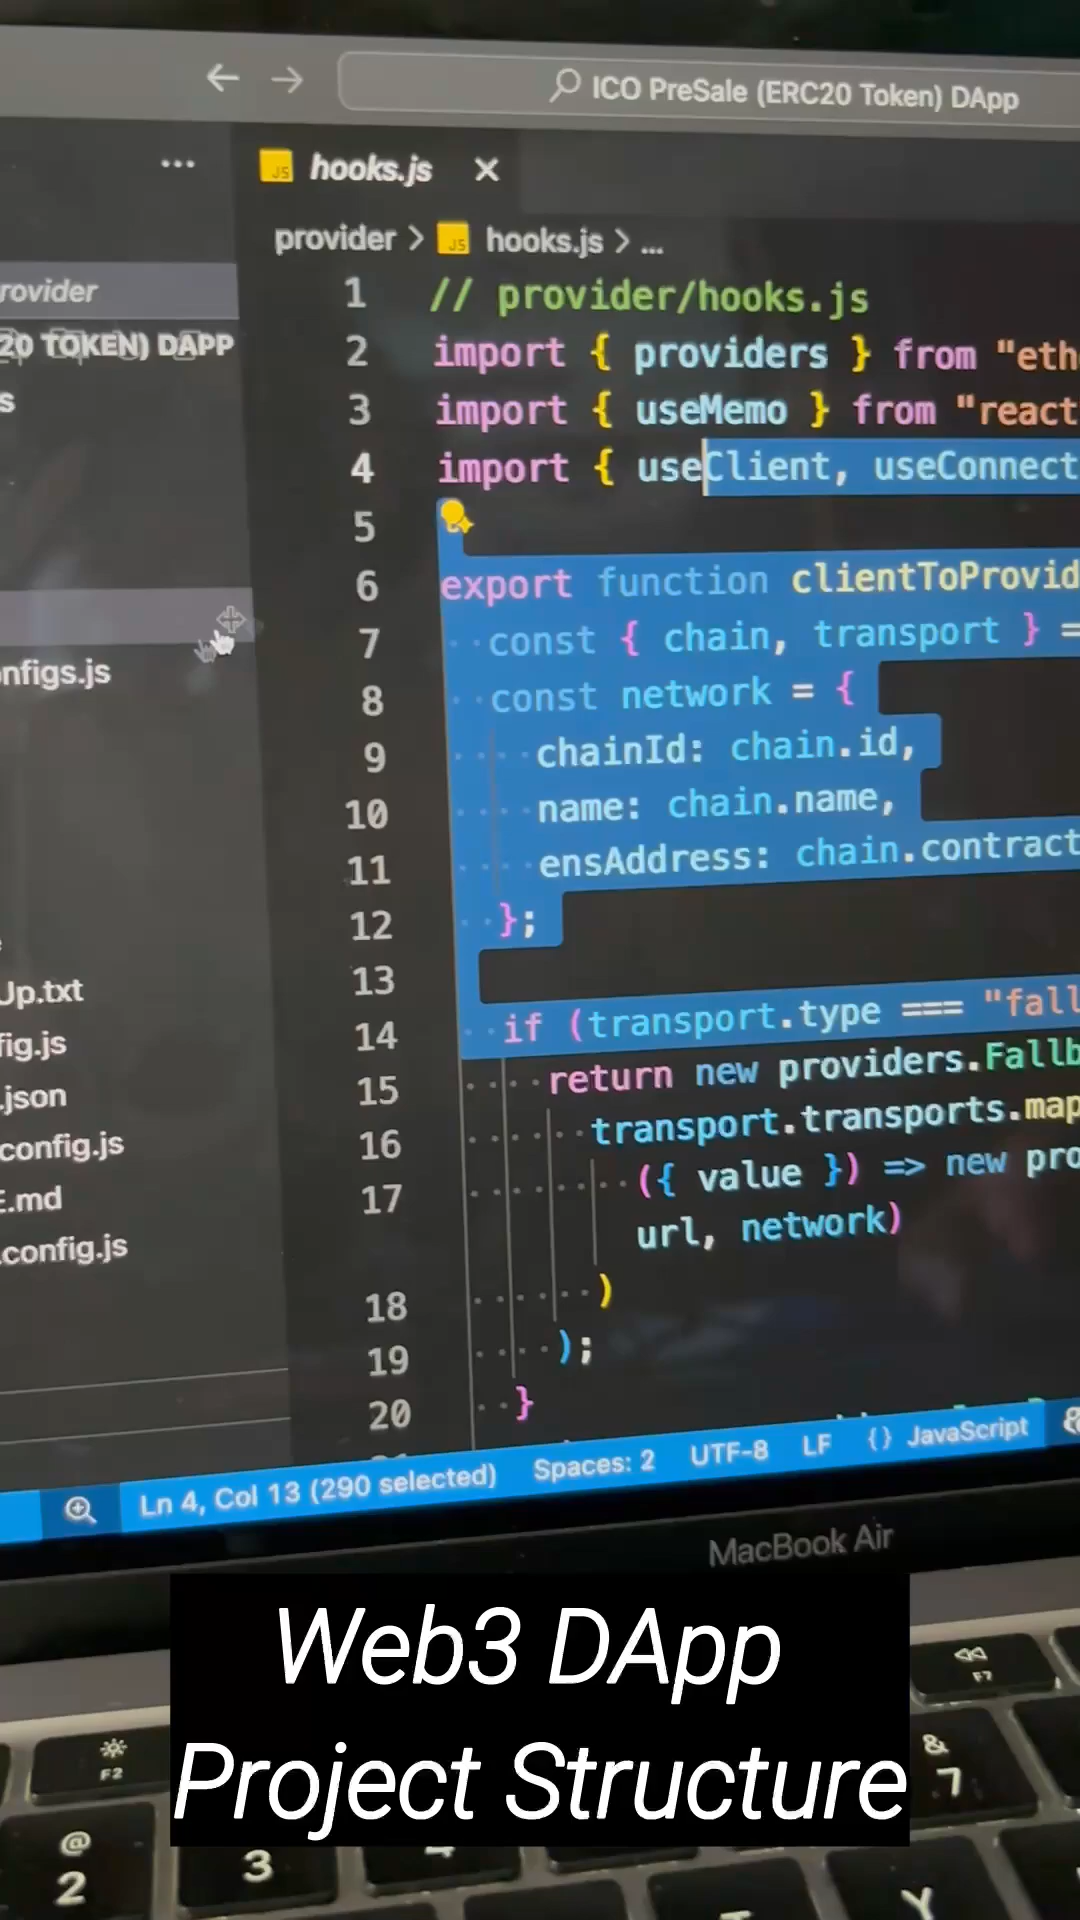 ICO PreSale (ERC20 Token) DApp
hooks.js
provider > hooks.js > ...
rovider
20 TOKEN) DAPP
s
nfigs.js
Up.txt
fig.js
.json
config.js
E.md
.config.js
1 // provider/hooks.js
2 import { providers } from "eth
3 import { useMemo } from "react
4 import { useClient, useConnect
5
6 export function clientToProvid
7 const { chain, transport } =
8 const network = {
9 chainId: chain.id,
10 name: chain.name,
11 ensAddress: chain.contract
12 };
13
14 if (transport.type === "fall
15 return new providers.Fallb
16 transport.transports.map
17 ({ value }) => new pro
url, network)
18 )
19 );
20 }
Ln 4, Col 13 (290 selected) Spaces: 2 UTF-8 LF {} JavaScript
MacBook Air
Web3 DApp
Project Structure
F7
F2
&
7
@
2
3
Y